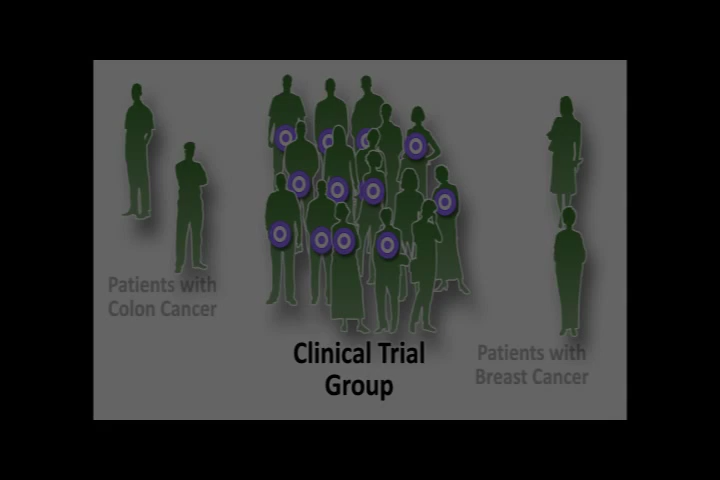 Patients with
Colon Cancer
Clinical Trial
Group
Patients with
Breast Cancer